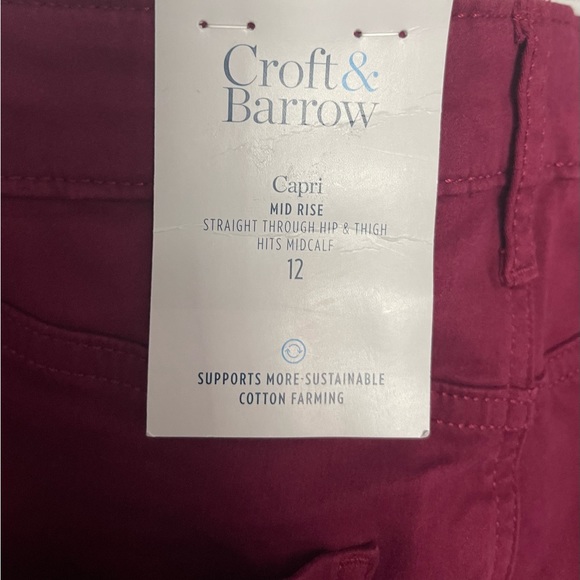 Croft&
Barrow
Capri
MID RISE
STRAIGHT THROUGH HIP & THIGH
HITS MIDCALF
12
SUPPORTS MORE-SUSTAINABLE
COTTON FARMING